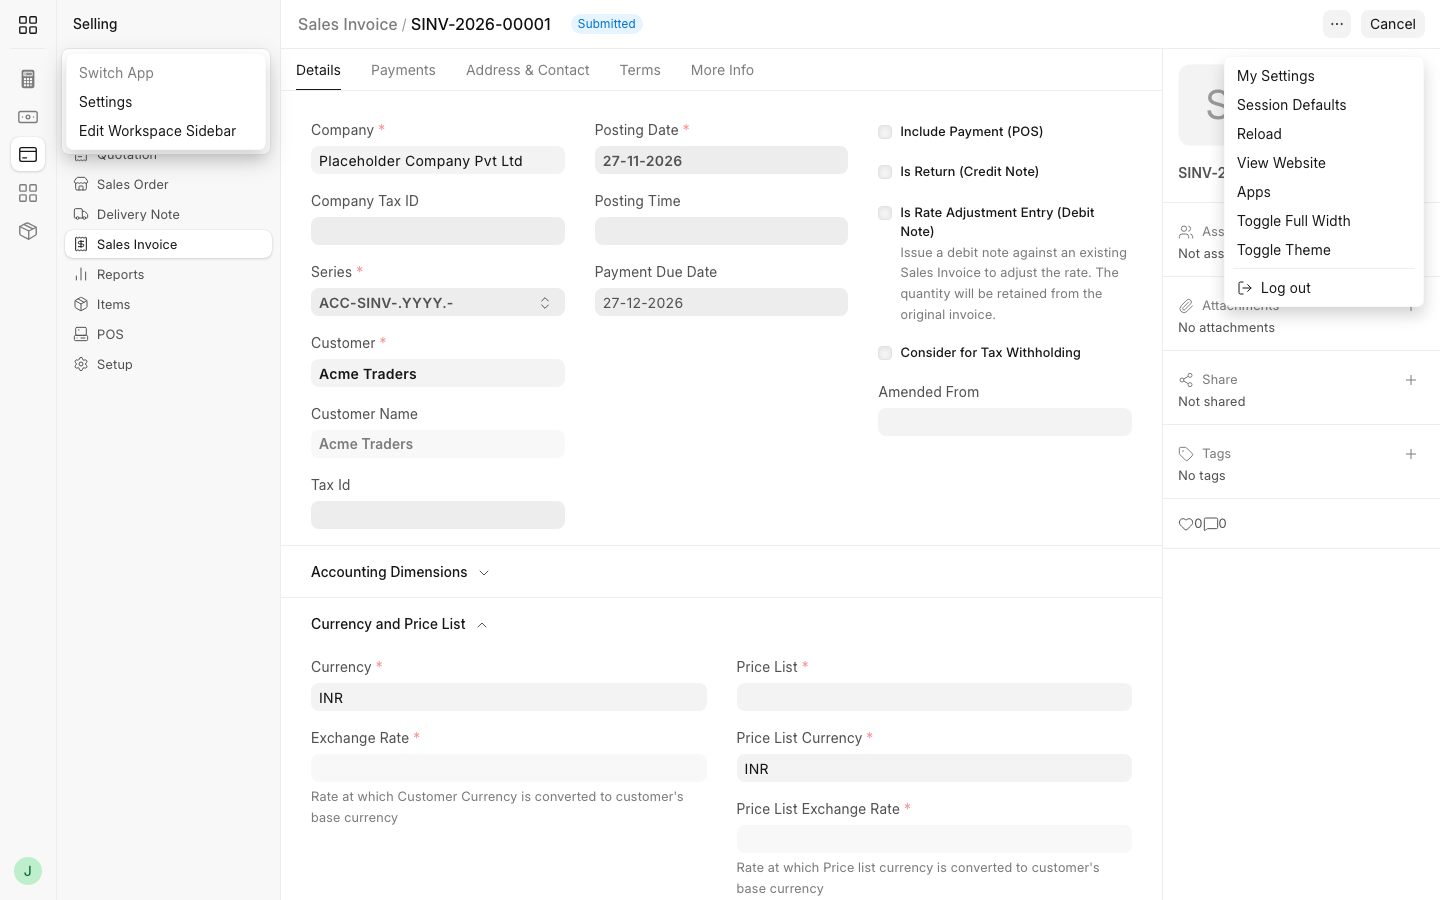 Selling
Sales Invoice / SINV-2026-00001
Submitted
Cancel
Switch App
Settings
Edit Workspace Sidebar
Quotation
Sales Order
Delivery Note
Sales Invoice
Reports
Items
POS
Setup
J
Details
Payments
Address & Contact
Terms
More Info
Company *
Placeholder Company Pvt Ltd
Company Tax ID
Series *
ACC-SINV-.YYYY.-
Customer *
Acme Traders
Customer Name
Acme Traders
Tax Id
Posting Date *
27-11-2026
Posting Time
Payment Due Date
27-12-2026
Include Payment (POS)
Is Return (Credit Note)
Is Rate Adjustment Entry (Debit
Note)
Issue a debit note against an existing
Sales Invoice to adjust the rate. The
quantity will be retained from the
original invoice.
Consider for Tax Withholding
Amended From
Accounting Dimensions
Currency and Price List
Currency *
INR
Exchange Rate *
Rate at which Customer Currency is converted to customer's
base currency
Price List *
Price List Currency *
INR
Price List Exchange Rate *
Rate at which Price list currency is converted to customer's
base currency
My Settings
Session Defaults
Reload
View Website
Apps
Toggle Full Width
Toggle Theme
Log out
S
SINV-2
Ass
Not ass
Attachments
No attachments
Share
Not shared
Tags
No tags
0 0